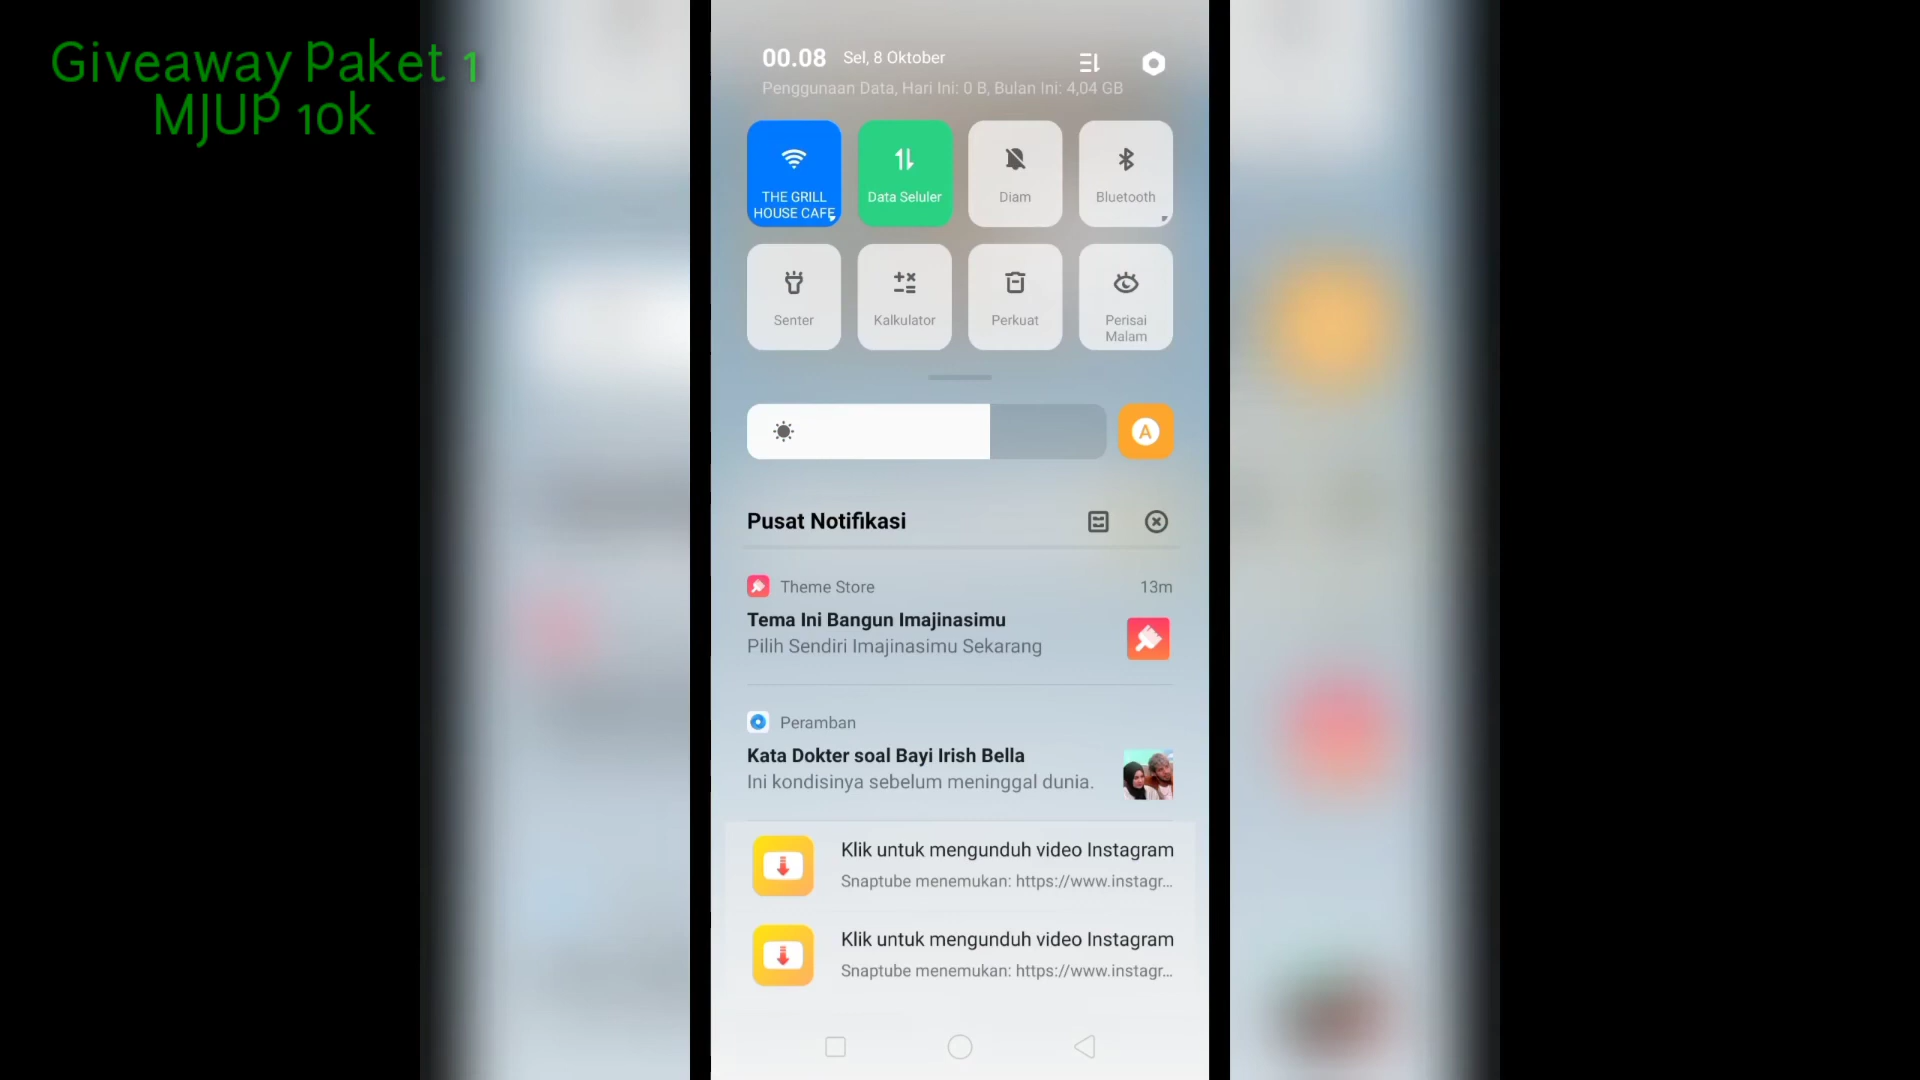 Giveaway Paket 1
MJUP 10k
00.08 Sel, 8 Oktober
Penggunaan Data, Hari Ini: 0 B, Bulan Ini: 4,04 GB
THE GRILL
HOUSE CAFE
Data Seluler
Diam
Bluetooth
Senter
Kalkulator
Perkuat
Perisai
Malam
A
Pusat Notifikasi
Theme Store 13m
Tema Ini Bangun Imajinasimu
Pilih Sendiri Imajinasimu Sekarang
Peramban
Kata Dokter soal Bayi Irish Bella
Ini kondisinya sebelum meninggal dunia.
Klik untuk mengunduh video Instagram
Snaptube menemukan: https://www.instagr...
Klik untuk mengunduh video Instagram
Snaptube menemukan: https://www.instagr...